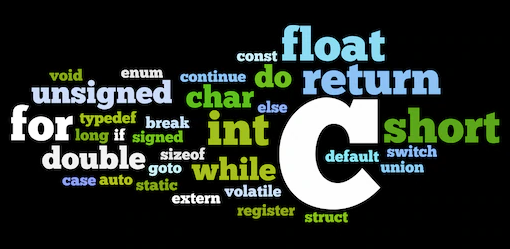 float
const
void
enum
continue
do
return
unsigned
char
else
for
typedef
break
int
C
short
long
if
signed
double
sizeof
goto
while
default
switch
union
case
auto
static
extern
volatile
register
struct